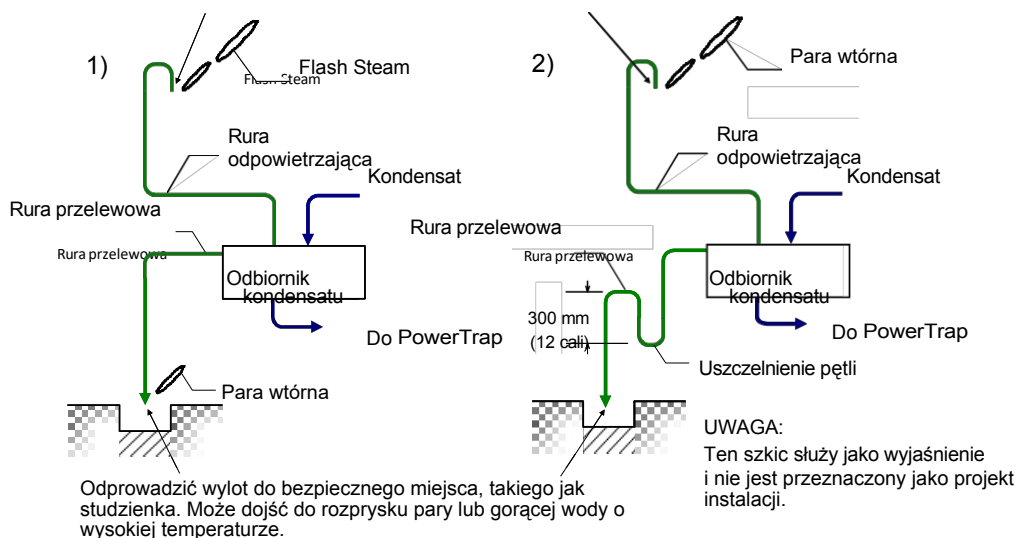 1)
Flash Steam
Flash Steam
Rura
odpowietrzająca
Kondensat
Rura przelewowa
Rura przelewowa
Odbiornik
kondensatu
Do PowerTrap
Para wtórna
2)
Para wtórna
Rura
odpowietrzająca
Kondensat
Rura przelewowa
Rura przelewowa
Odbiornik
kondensatu
300 mm
(12 cali)
Do PowerTrap
Uszczelnienie pętli
UWAGA:
Ten szkic służy jako wyjaśnienie
i nie jest przeznaczony jako projekt
instalacji.
Odprowadzić wylot do bezpiecznego miejsca, takiego jak
studzienka. Może dojść do rozprysku pary lub gorącej wody o
wysokiej temperaturze.